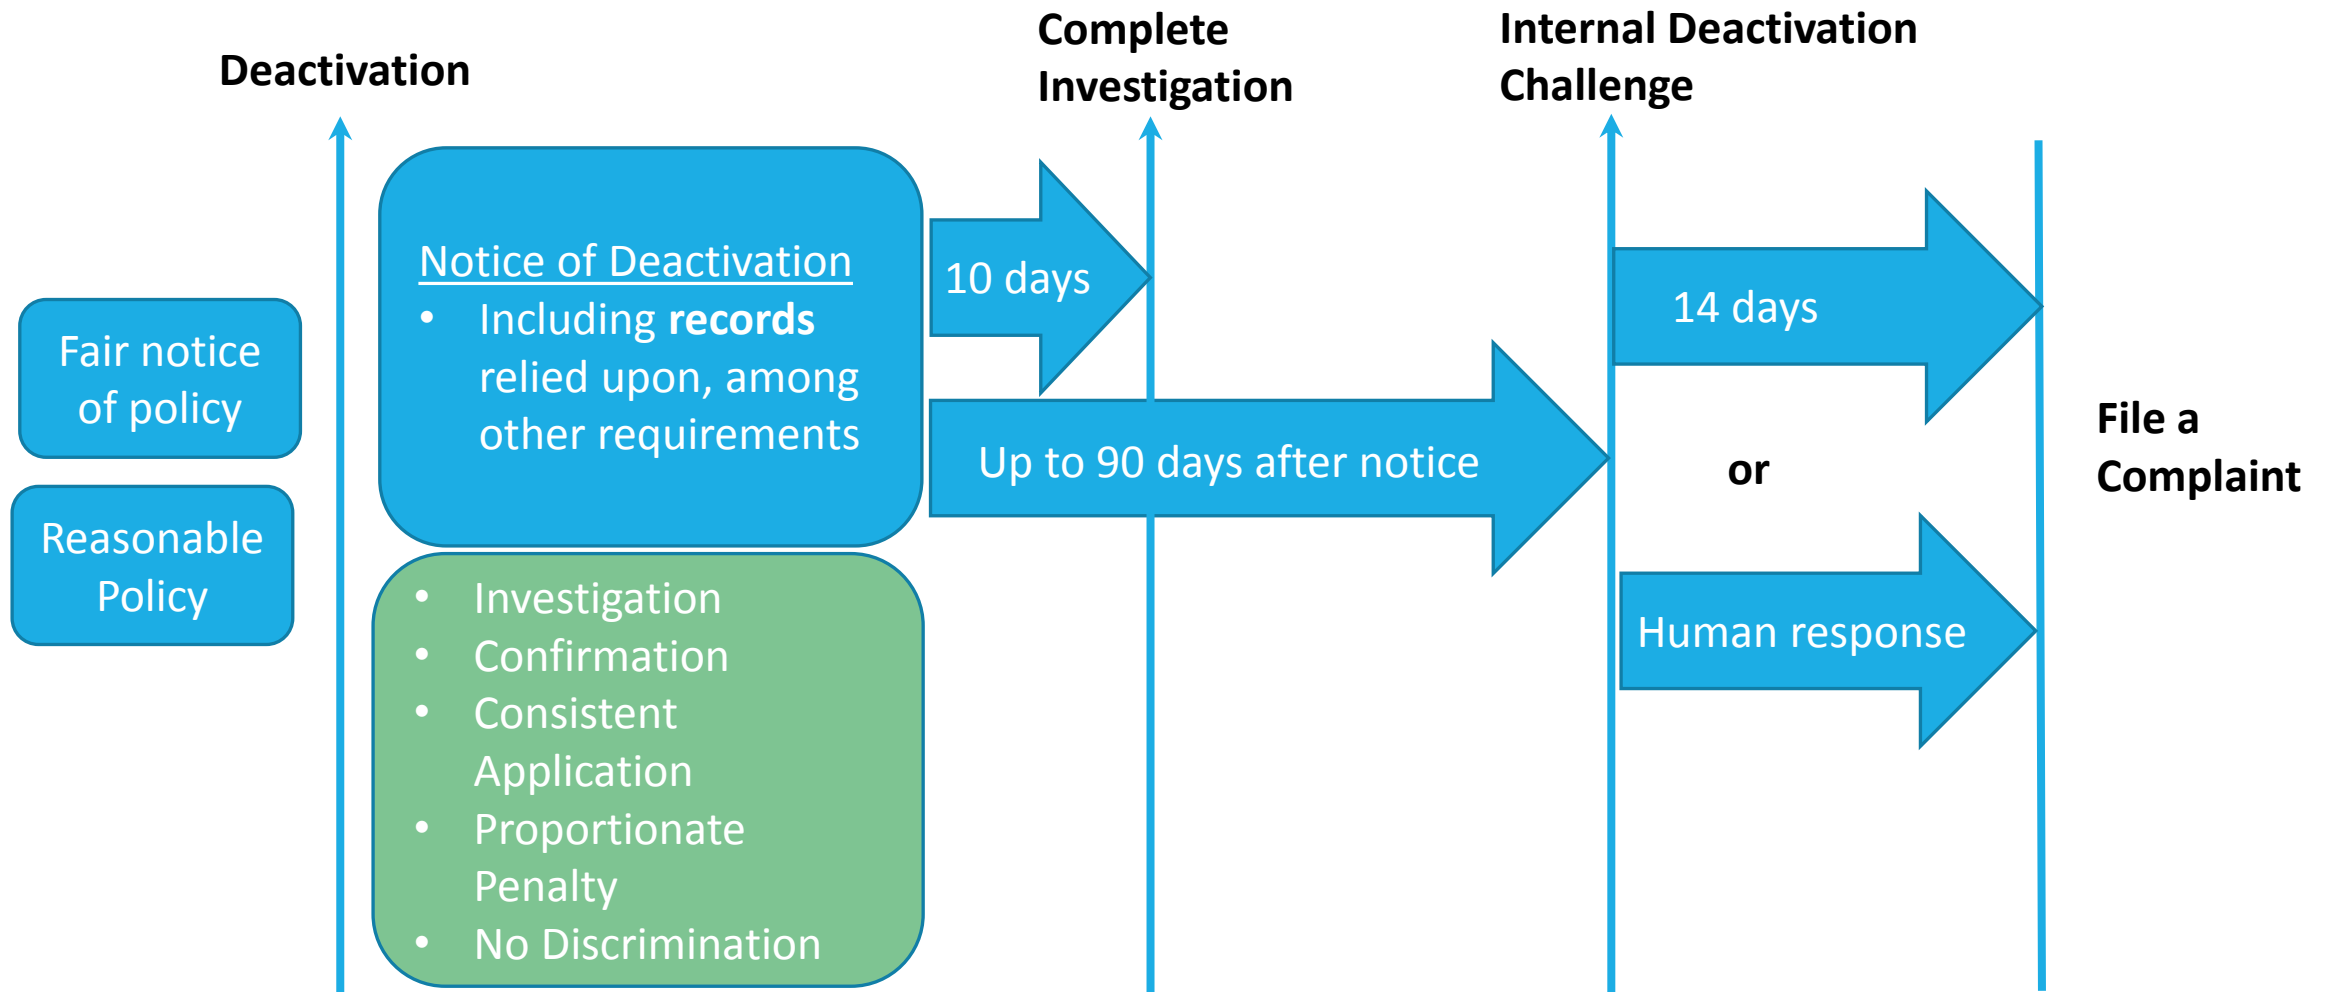 Deactivation
Complete
Investigation
Internal Deactivation
Challenge
Fair notice
of policy
Reasonable
Policy
Notice of Deactivation
• Including records
relied upon, among
other requirements
• Investigation
• Confirmation
• Consistent
Application
• Proportionate
Penalty
• No Discrimination
10 days
Up to 90 days after notice
14 days
or
Human response
File a
Complaint